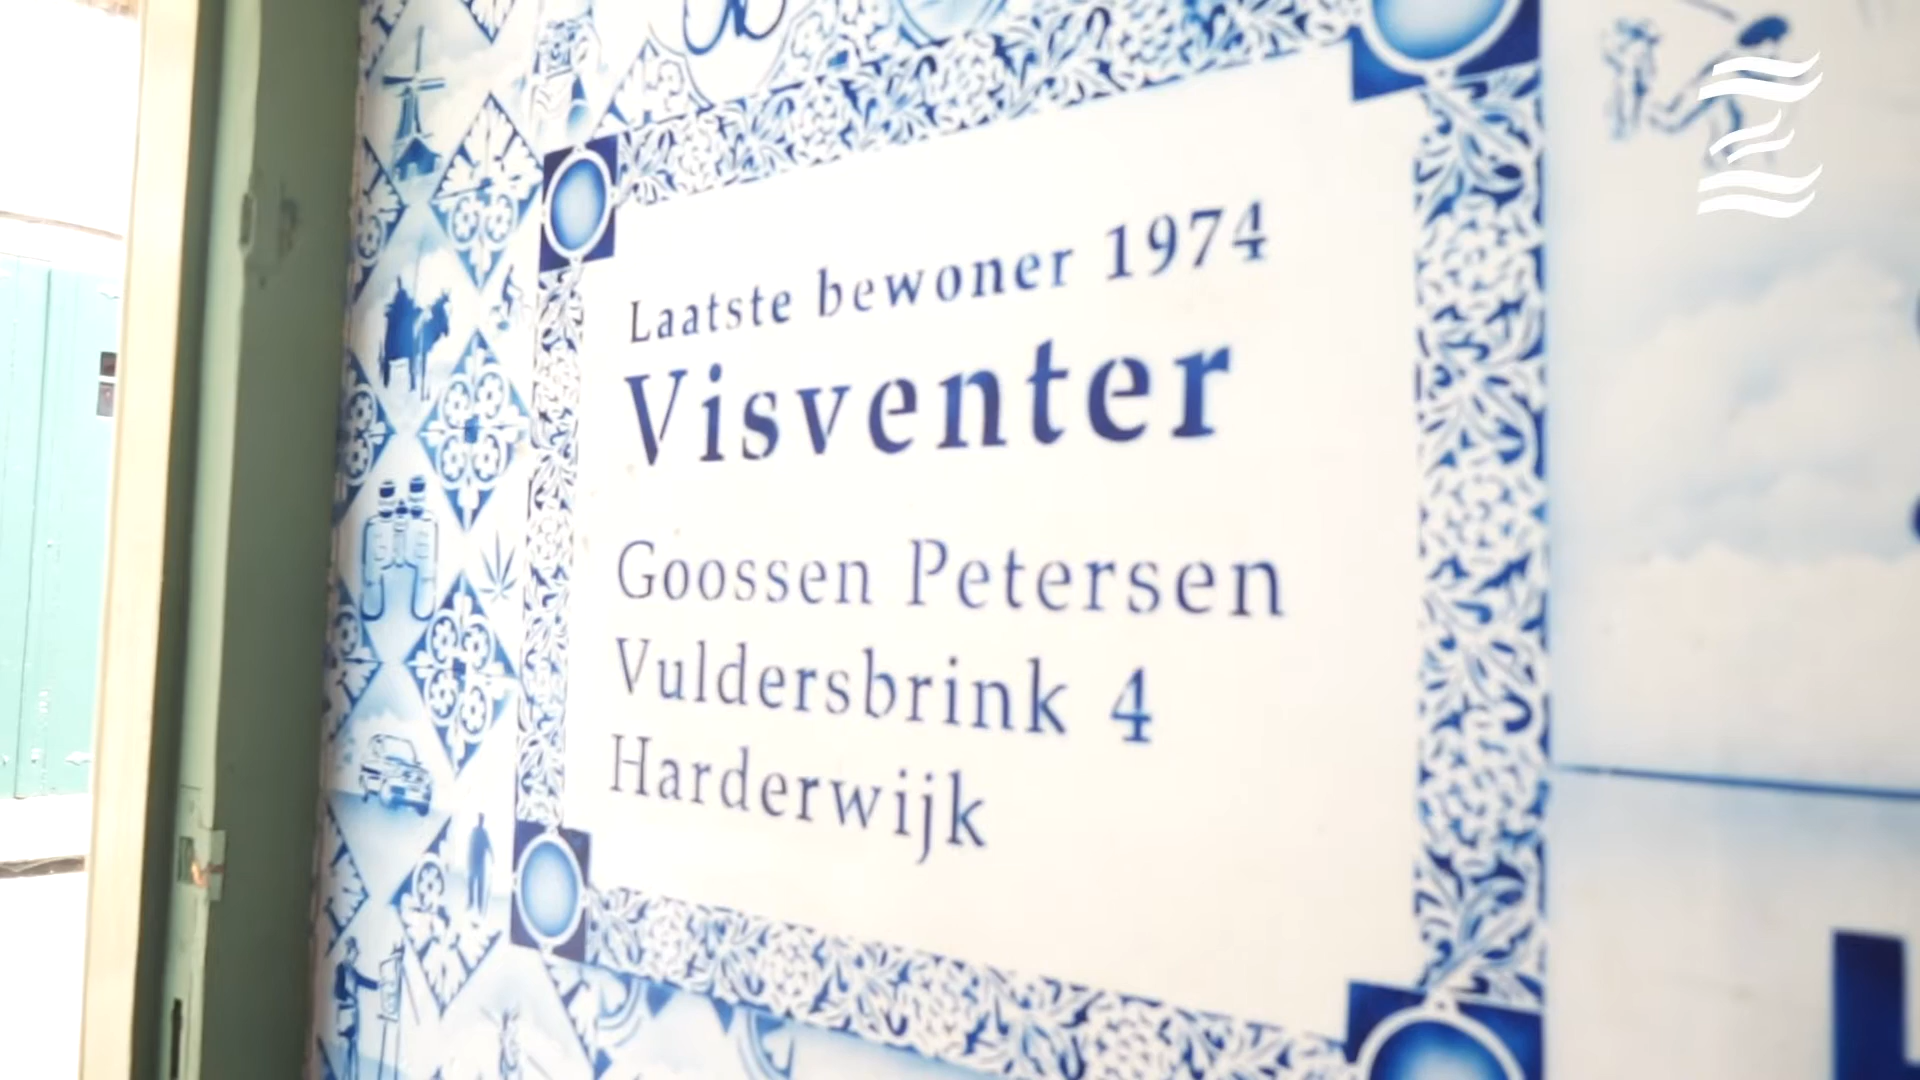 Laatste bewoner 1974
Visventer
Goossen Petersen
Vuldersbrink 4
Harderwijk